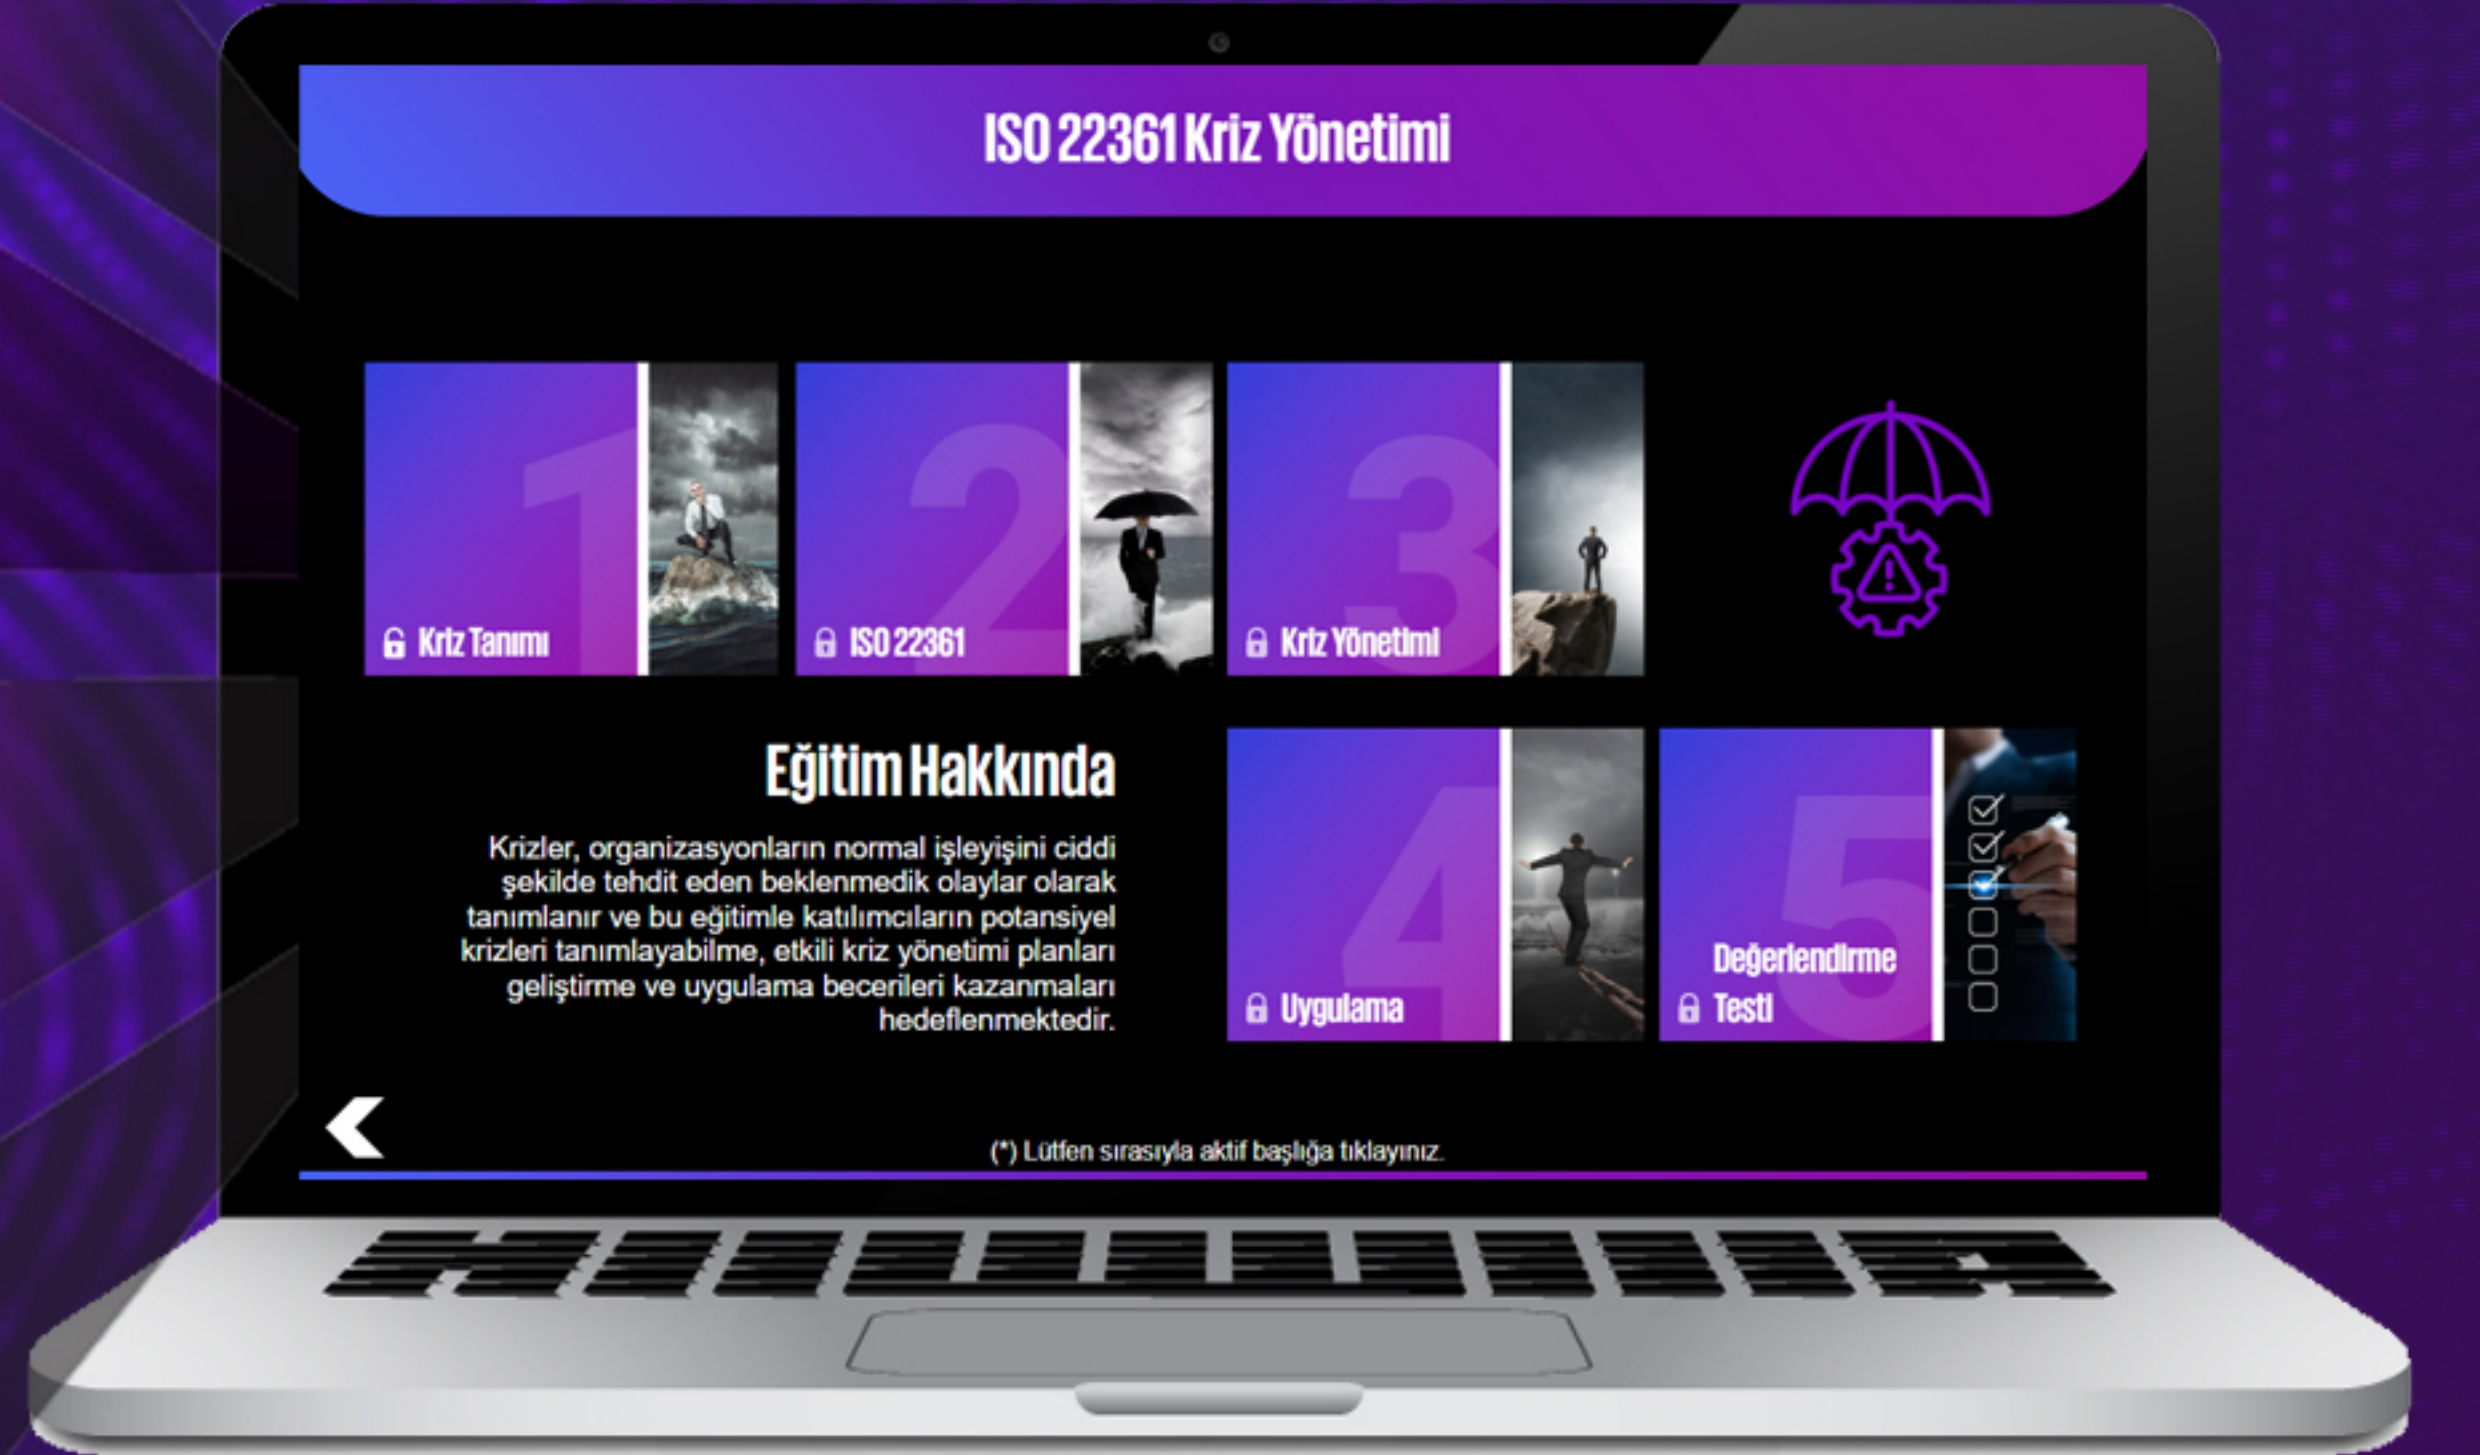 ISO 22361 Kriz Yönetimi
1
Kriz Tanımı
2
ISO 22361
3
Kriz Yönetimi
Eğitim Hakkında
Krizler, organizasyonların normal işleyişini ciddi
şekilde tehdit eden beklenmedik olaylar olarak
tanımlanır ve bu eğitimle katılımcıların potansiyel
krizleri tanımlayabilme, etkili kriz yönetimi planları
geliştirme ve uygulama becerileri kazanmaları
hedeflenmektedir.
4
Uygulama
5
Değerlendirme
Testi
(*) Lütfen sırasıyla aktif başlığa tıklayınız.